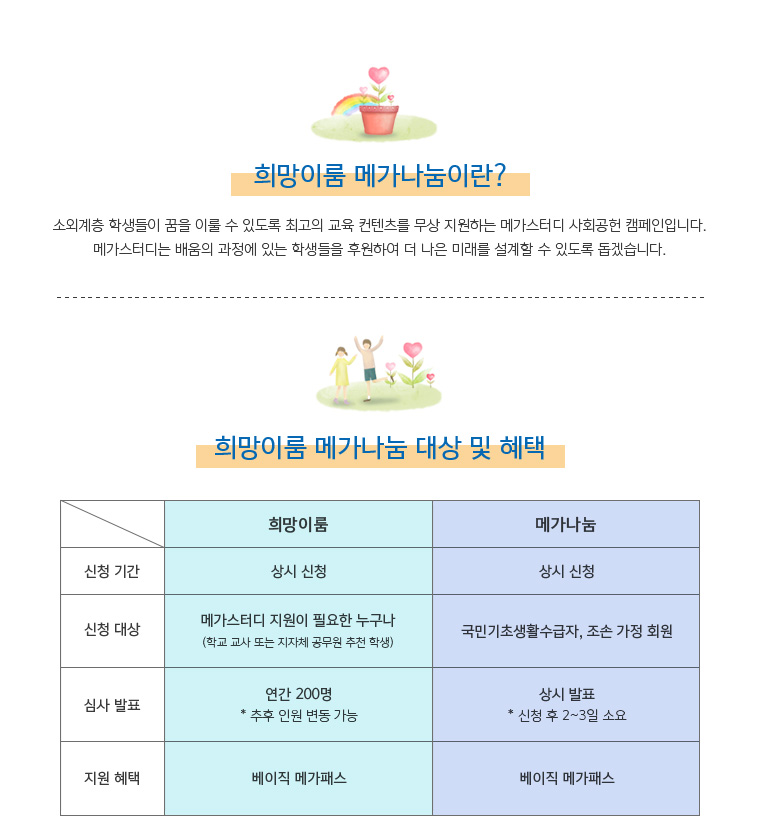 희망이룸 메가나눔이란?
소외계층 학생들이 꿈을 이룰 수 있도록 최고의 교육 컨텐츠를 무상 지원하는 메가스터디 사회공헌 캠페인입니다.
메가스터디는 배움의 과정에 있는 학생들을 후원하여 더 나은 미래를 설계할 수 있도록 돕겠습니다.
희망이룸 메가나눔 대상 및 혜택
희망이룸 메가나눔
신청 기간 상시 신청 상시 신청
신청 대상 메가스터디 지원이 필요한 누구나
(학교 교사 또는 지자체 공무원 추천 학생)
국민기초생활수급자, 조손 가정 회원
심사 발표 연간 200명
* 추후 인원 변동 가능
상시 발표
* 신청 후 2~3일 소요
지원 혜택 베이직 메가패스 베이직 메가패스